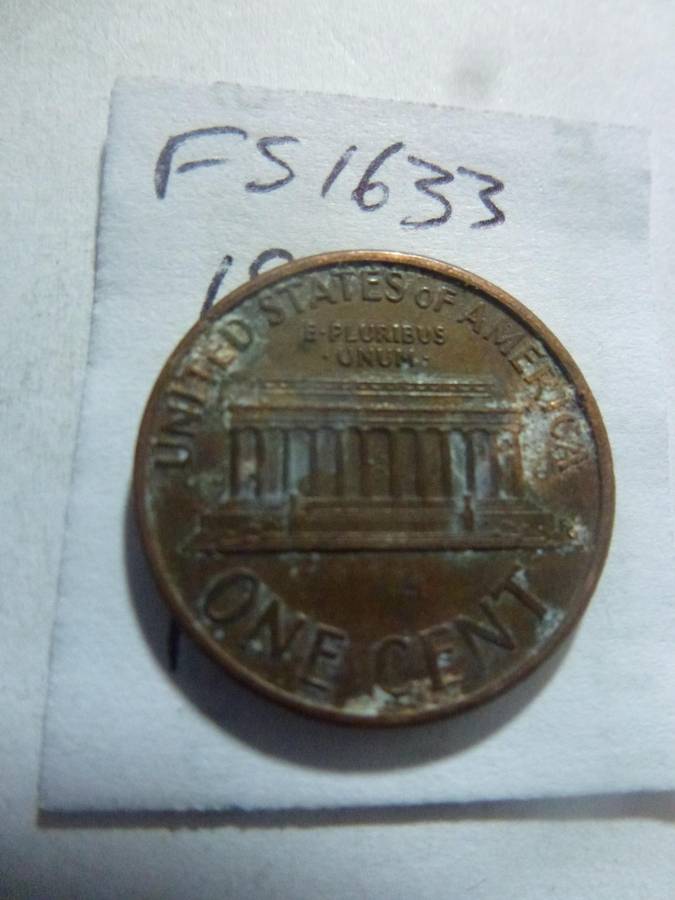 FS1633
UNITED STATES OF AMERICA
E·PLURIBUS
·UNUM·
ONE CENT